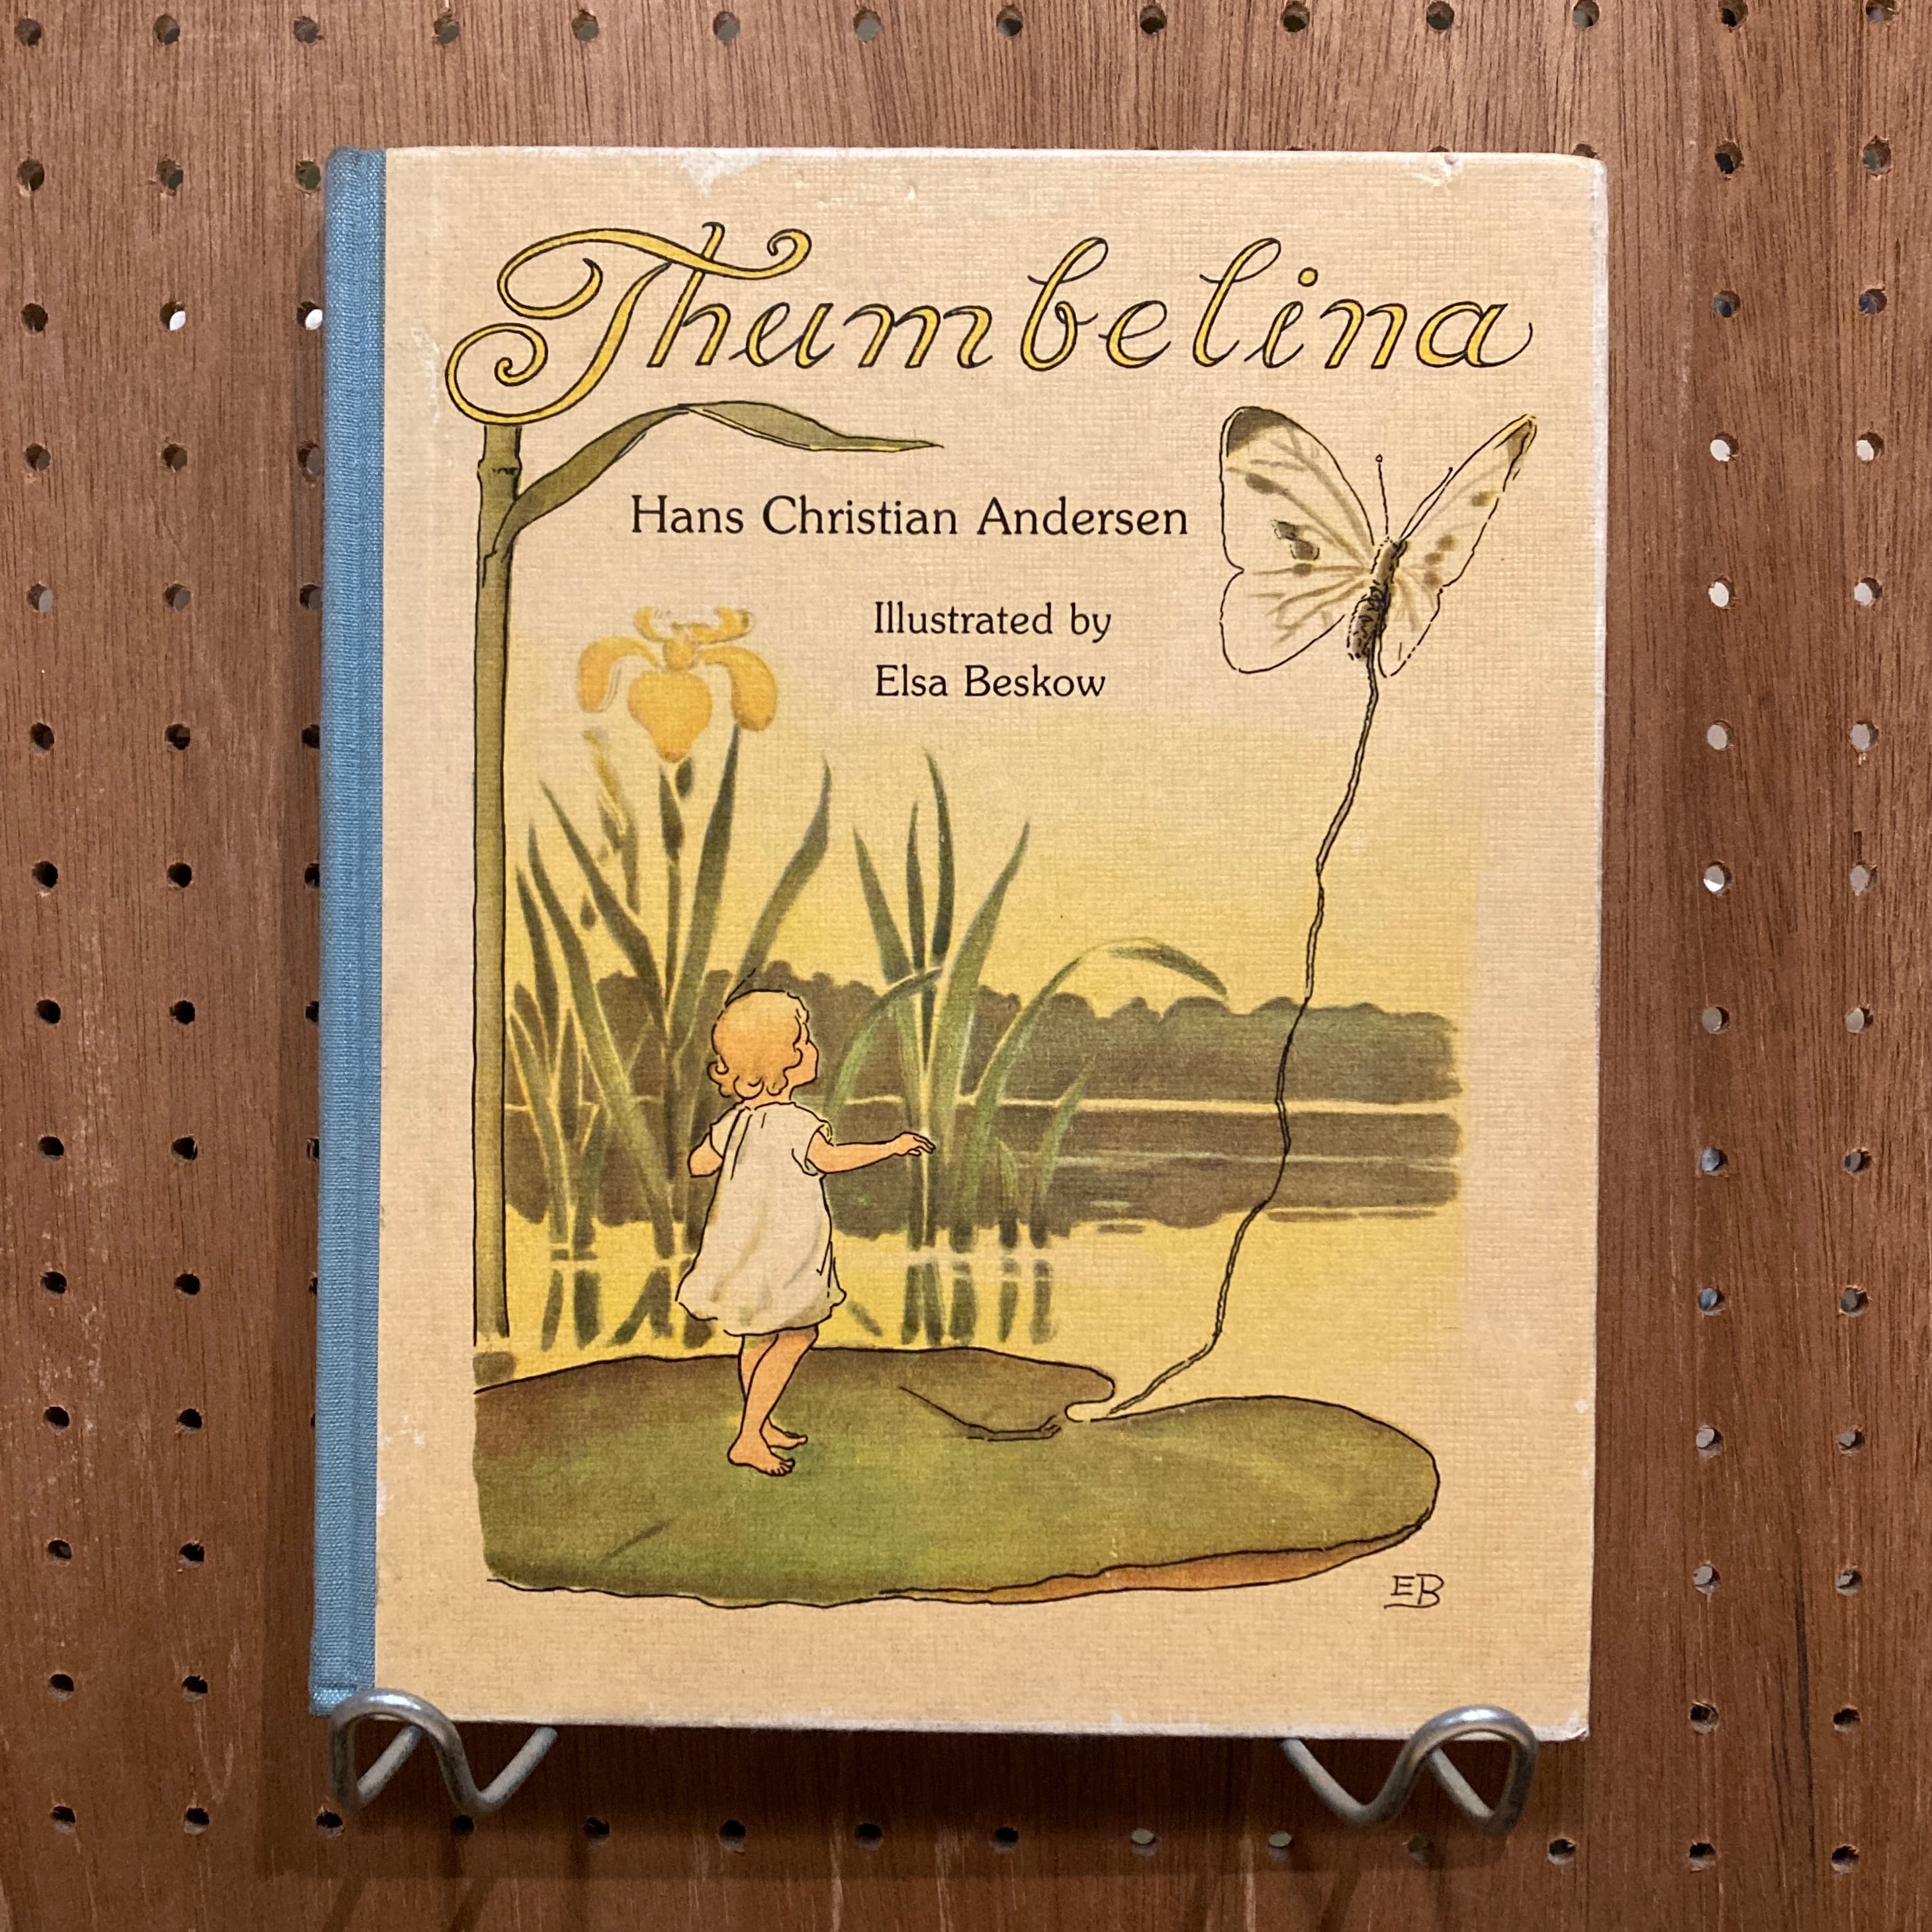 Thumbelina
Hans Christian Andersen
Illustrated by
Elsa Beskow
EB